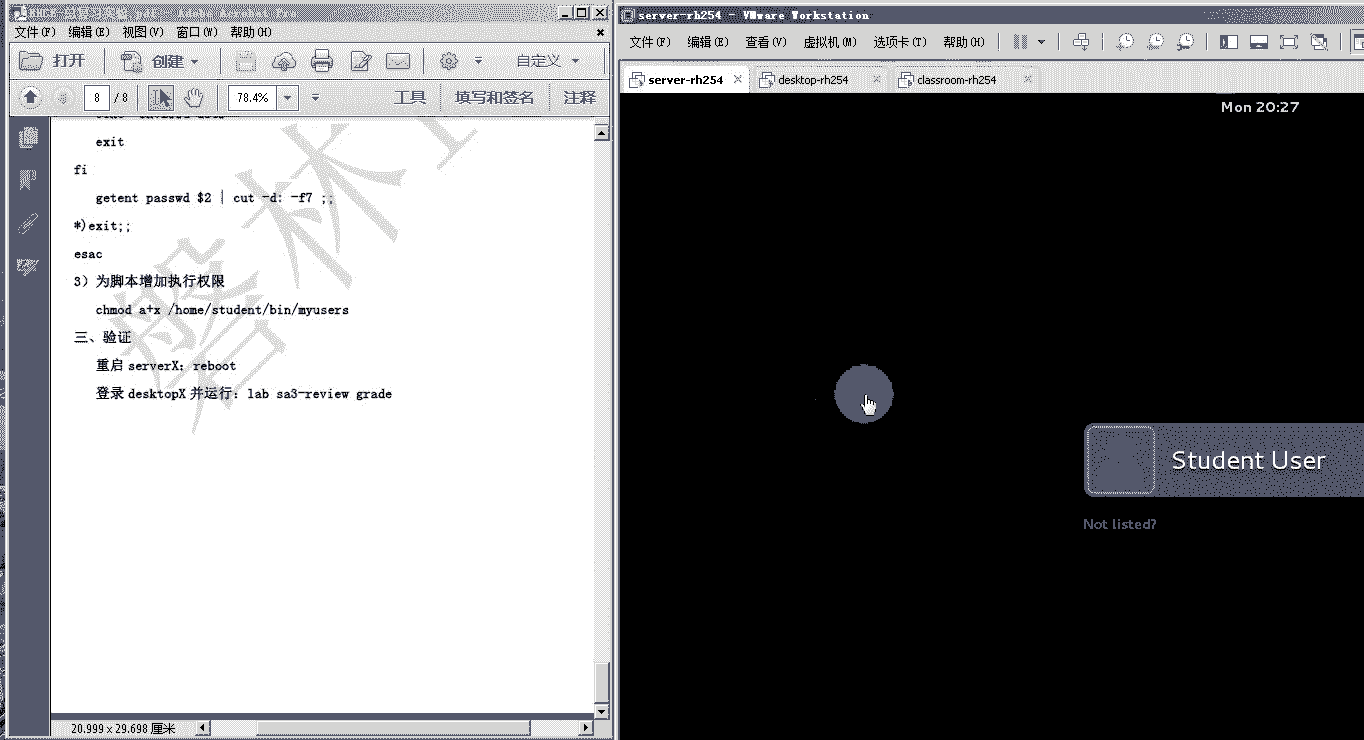 Adobe Acrobat Pro
文件(F) 编辑(E) 视图(V) 窗口(W) 帮助(H)
打开 创建 自定义
8 / 8 78.4% 工具 填写和签名 注释
exit
fi
getent passwd $2 | cut -d: -f7 ;;
*)exit;;
esac
3）为脚本增加执行权限
chmod a+x /home/student/bin/myusers
三、验证
重启 serverX：reboot
登录 desktopX 并运行：lab sa3-review grade
20.999 x 29.698 厘米
server-rh254 - VMware Workstation
文件(F) 编辑(E) 查看(V) 虚拟机(M) 选项卡(T) 帮助(H)
server-rh254 desktop-rh254 classroom-rh254
Mon 20:27
Student User
Not listed?